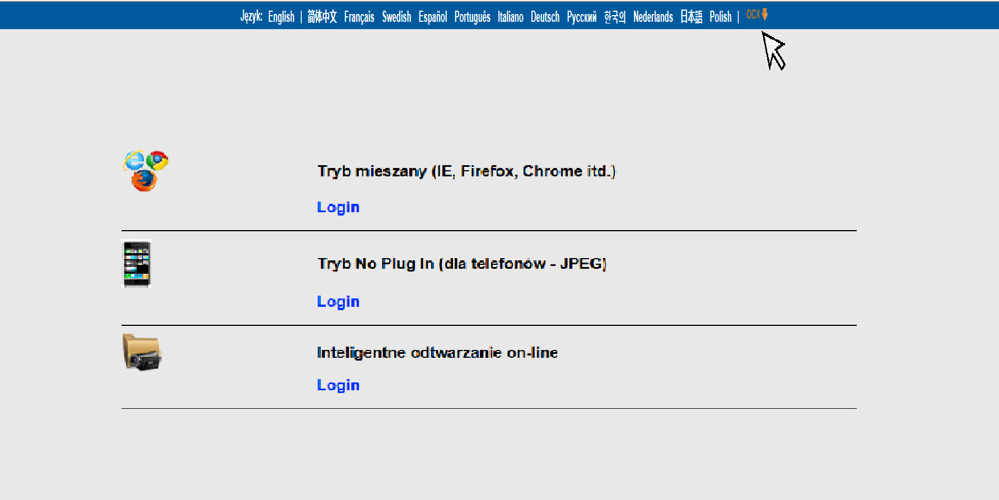 Język: English | 简体中文 Français Swedish Español Português Italiano Deutsch Русский 한국의 Nederlands 日本語 Polish | OCX
Tryb mieszany (IE, Firefox, Chrome itd.)
Login
Tryb No Plug In (dla telefonów - JPEG)
Login
Inteligentne odtwarzanie on-line
Login